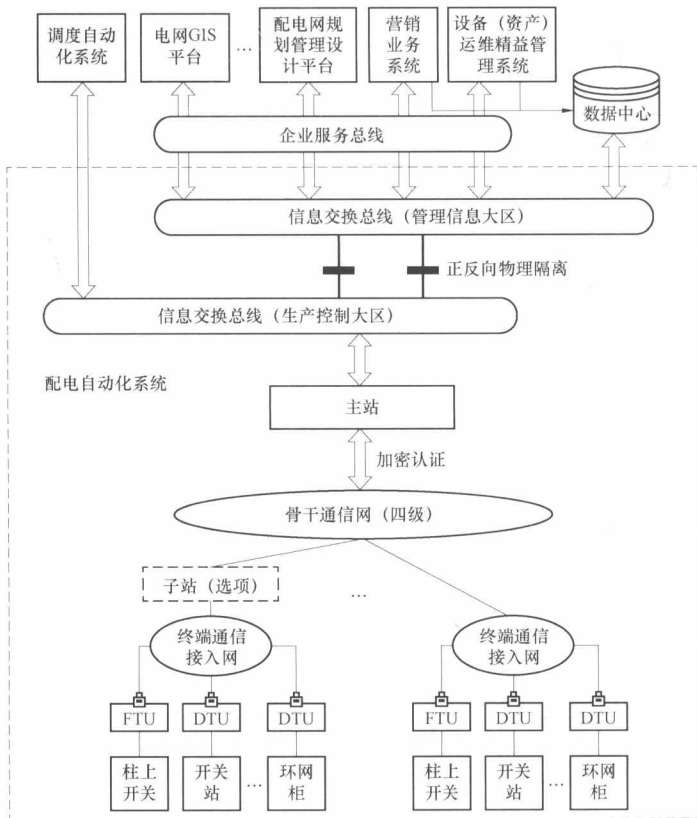 调度自动
化系统
电网GIS
平台
…
配电网规
划管理设
计平台
营销
业务
系统
设备（资产）
运维精益管
理系统
数据中心
企业服务总线
信息交换总线（管理信息大区）
正反向物理隔离
信息交换总线（生产控制大区）
配电自动化系统
主站
加密认证
骨干通信网（四级）
子站（选项）
…
终端通信
接入网
终端通信
接入网
FTU
DTU
DTU
FTU
DTU
DTU
柱上
开关
开关
站
…
环网
柜
柱上
开关
开关
站
…
环网
柜